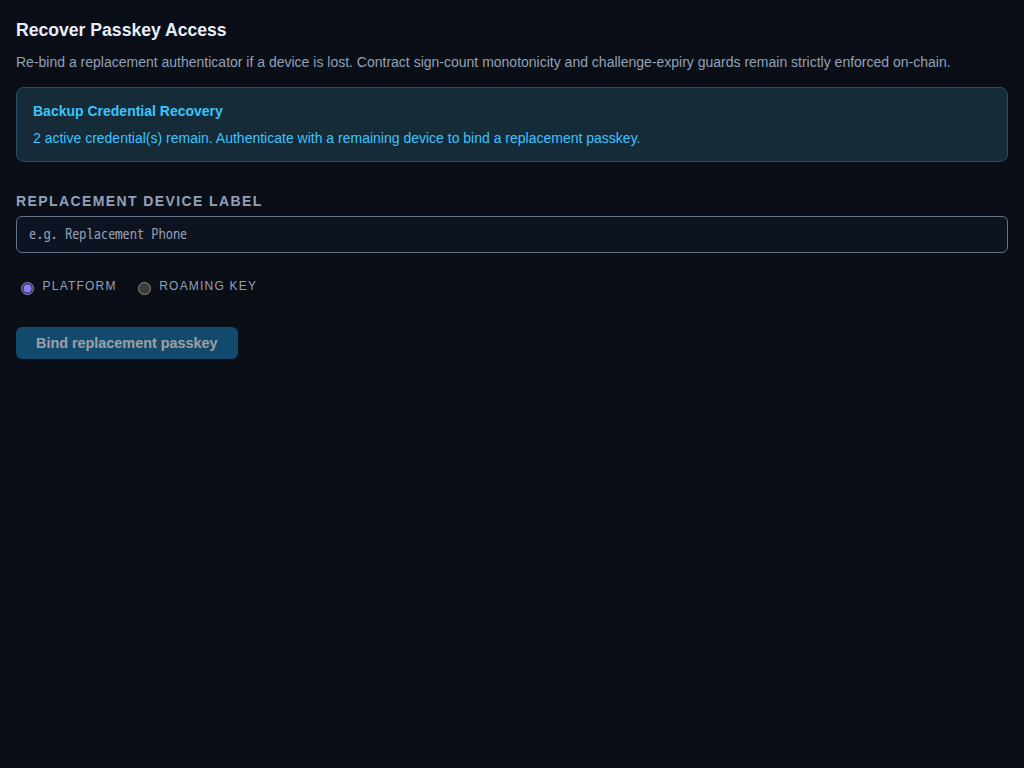 Recover Passkey Access
Re-bind a replacement authenticator if a device is lost. Contract sign-count monotonicity and challenge-expiry guards remain strictly enforced on-chain.
Backup Credential Recovery
2 active credential(s) remain. Authenticate with a remaining device to bind a replacement passkey.
REPLACEMENT DEVICE LABEL
e.g. Replacement Phone
PLATFORM ROAMING KEY
Bind replacement passkey